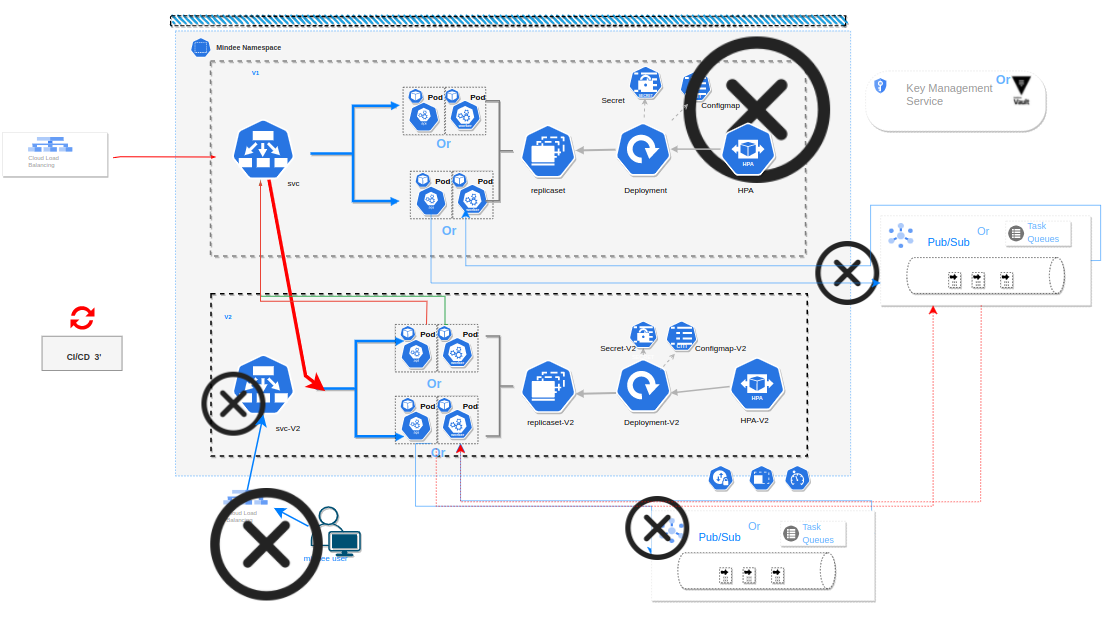 Mindee Namespace
V1
Pod
Pod
Secret
Configmap
Key Management
Service
Or
Vault
Or
Cloud Load
Balancing
svc
replicaset
Deployment
HPA
HPA
Pod
Pod
Or
Pub/Sub
Or
Task
Queues
V2
Pod
Pod
Secret-V2
Configmap-V2
CI/CD 3'
Or
HPA
Pod
Pod
svc-V2
replicaset-V2
Deployment-V2
HPA-V2
Or
Cloud Load
Balancing
Pub/Sub
Or
Task
Queues
user